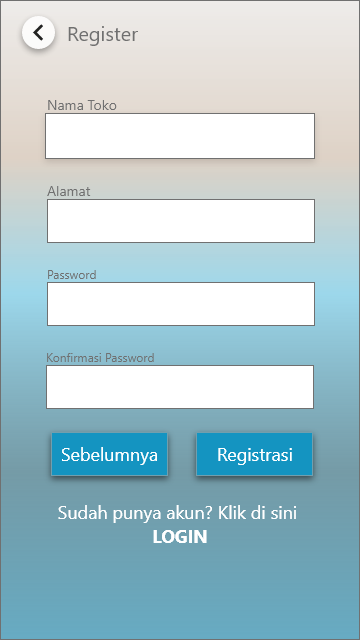 Register
Nama Toko
Alamat
Password
Konfirmasi Password
Sebelumnya Registrasi
Sudah punya akun? Klik di sini
LOGIN